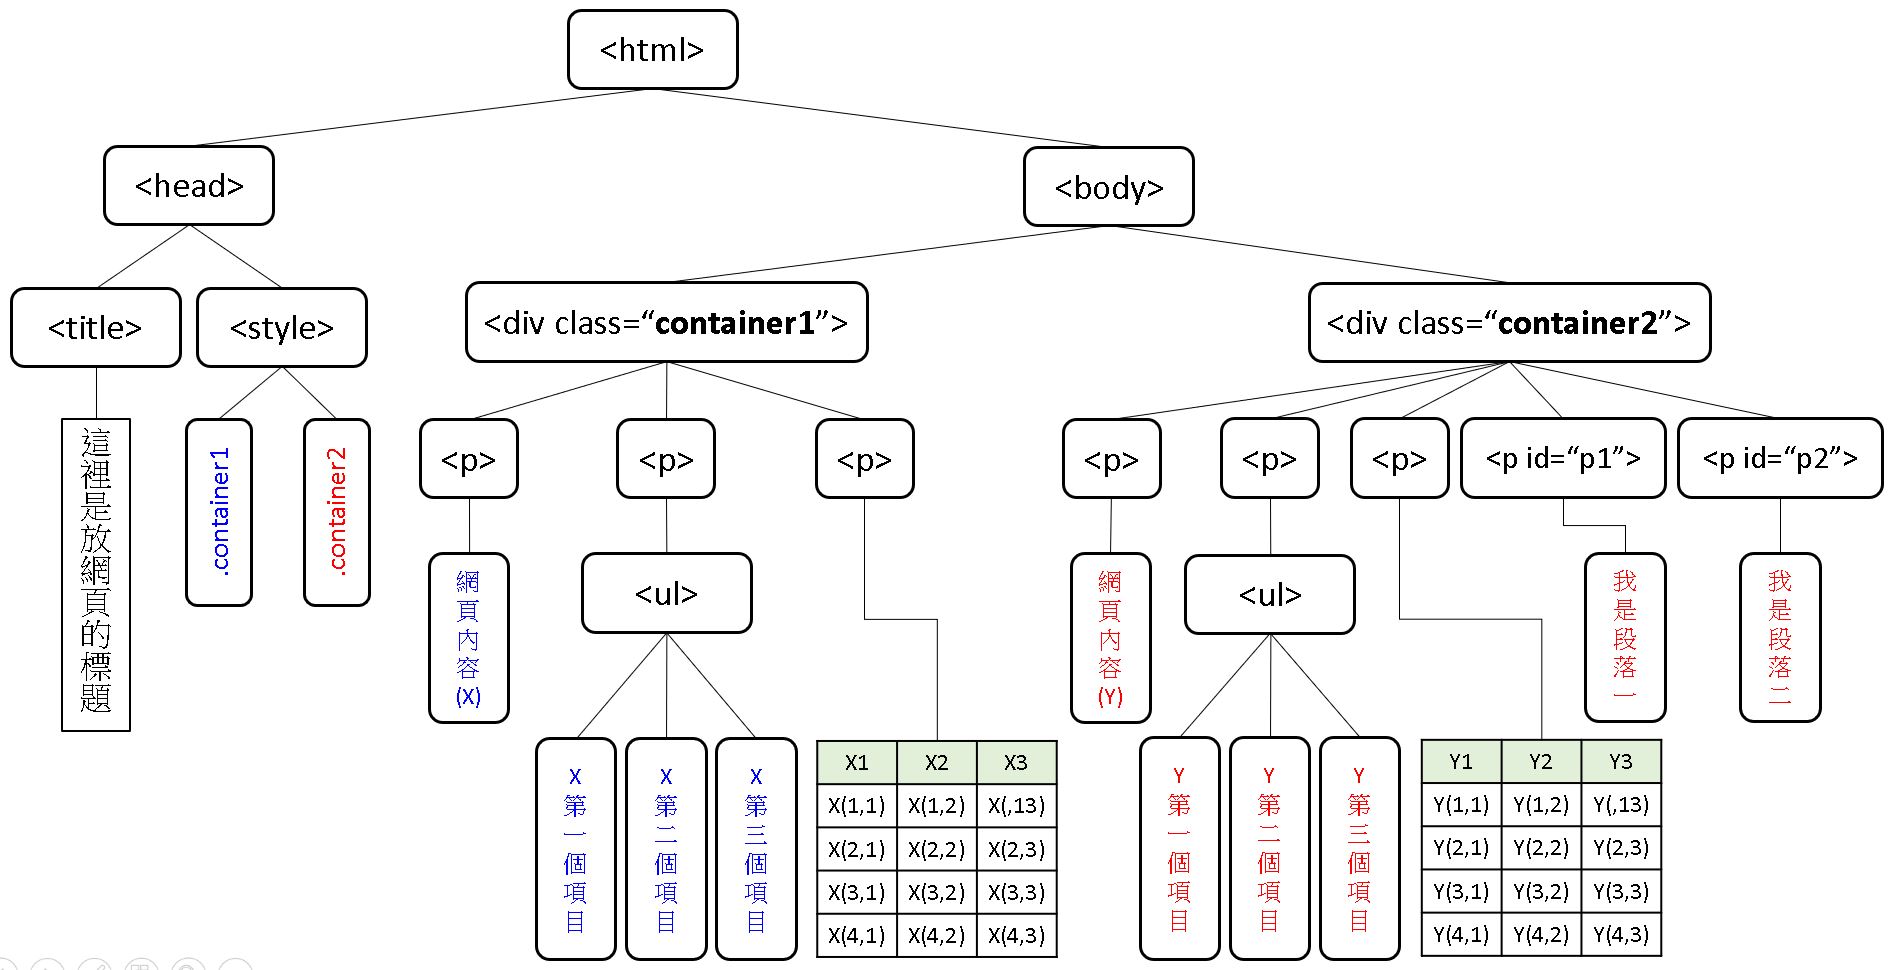 <html>
<head>
<body>
<title>
<style>
<div class=“container1”>
<div class=“container2”>
這裡是放網頁的標題
.container1
.container2
<p>
<p>
<p>
<p>
<p>
<p>
<p id=“p1”>
<p id=“p2”>
網頁內容(X)
<ul>
網頁內容(Y)
<ul>
我是段落一
我是段落二
X第一個項目
X第二個項目
X第三個項目
X1 X2 X3
X(1,1) X(1,2) X(,13)
X(2,1) X(2,2) X(2,3)
X(3,1) X(3,2) X(3,3)
X(4,1) X(4,2) X(4,3)
Y第一個項目
Y第二個項目
Y第三個項目
Y1 Y2 Y3
Y(1,1) Y(1,2) Y(,13)
Y(2,1) Y(2,2) Y(2,3)
Y(3,1) Y(3,2) Y(3,3)
Y(4,1) Y(4,2) Y(4,3)